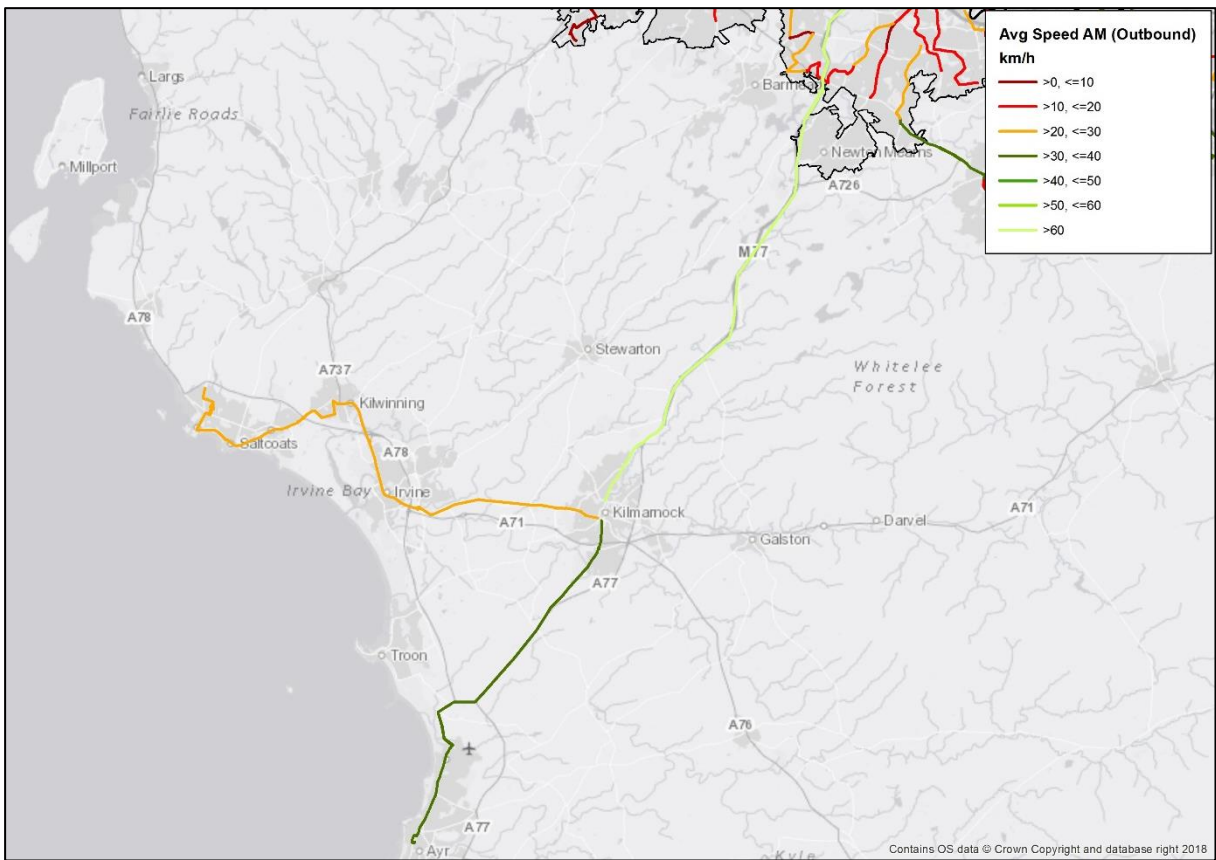 Avg Speed AM (Outbound)
km/h
>0, <=10
>10, <=20
>20, <=30
>30, <=40
>40, <=50
>50, <=60
>60
Largs
Fairlie Roads
Millport
Newton Mearns
A726
M77
A78
Stewarton
Whitelee
Forest
A737
Kilwinning
Saltcoats
A78
Irvine Bay
Irvine
A71
Kilmarnock
A71
Darvel
Galston
A77
Troon
A76
A77
Ayr
Kyle
Contains OS data © Crown Copyright and database right 2018